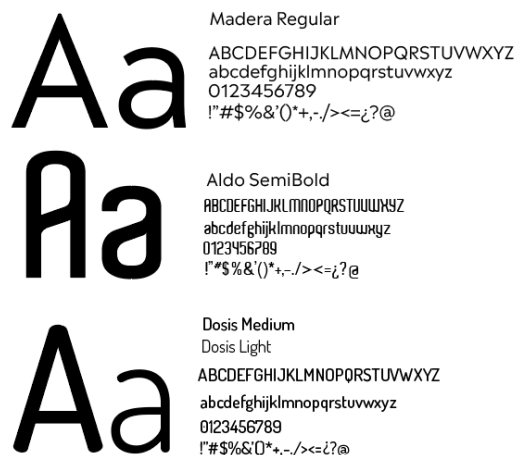 Aa
Madera Regular
ABCDEFGHIJKLMNOPQRSTUVWXYZ
abcdefghijklmnopqrstuvwxyz
0123456789
!"#$%&'()*+,-./><=¿?@
Aa
Aldo SemiBold
ABCDEFGHIJKLMNOPQRSTUVWXYZ
abcdefghijklmnopqrstuvwxyz
0123456789
!"#$%&'()*+,-./><=¿?@
Aa
Dosis Medium
Dosis Light
ABCDEFGHIJKLMNOPQRSTUVWXYZ
abcdefghijklmnopqrstuvwxyz
0123456789
!"#$%&'()*+,-./><=¿?@